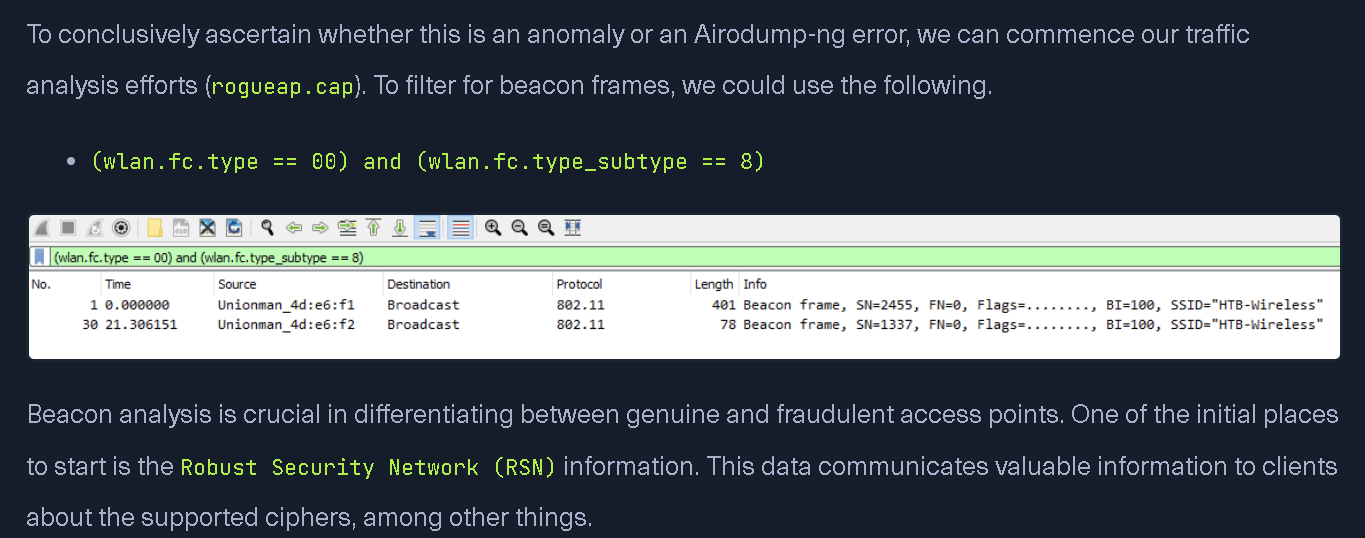 To conclusively ascertain whether this is an anomaly or an Airodump-ng error, we can commence our traffic
analysis efforts (rogueap.cap). To filter for beacon frames, we could use the following.
• (wlan.fc.type == 00) and (wlan.fc.type_subtype == 8)
(wlan.fc.type == 00) and (wlan.fc.type_subtype == 8)
No. Time Source Destination Protocol Length Info
1 0.000000 Unionman_4d:e6:f1 Broadcast 802.11 401 Beacon frame, SN=2455, FN=0, Flags=........, BI=100, SSID="HTB-Wireless"
30 21.306151 Unionman_4d:e6:f2 Broadcast 802.11 78 Beacon frame, SN=1337, FN=0, Flags=........, BI=100, SSID="HTB-Wireless"
Beacon analysis is crucial in differentiating between genuine and fraudulent access points. One of the initial places
to start is the Robust Security Network (RSN) information. This data communicates valuable information to clients
about the supported ciphers, among other things.